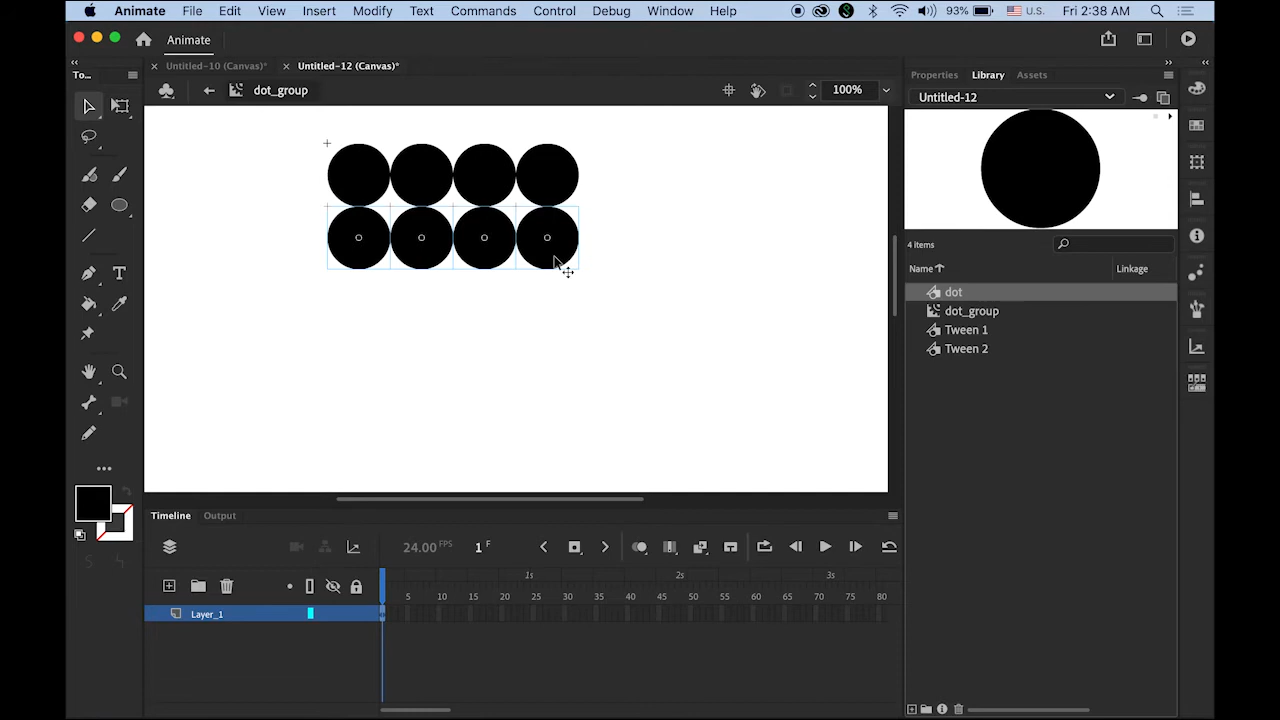 Animate File Edit View Insert Modify Text Commands Control Debug Window Help 93% U.S. Fri 2:38 AM
Animate
To... Untitled-10 (Canvas)* Untitled-12 (Canvas)* Properties Library Assets
dot_group 100% Untitled-12
4 items
Name Linkage
dot
dot_group
Tween 1
Tween 2
Timeline Output
24.00 FPS 1 F
1s 2s 3s
5 10 15 20 25 30 35 40 45 50 55 60 65 70 75 80
Layer_1